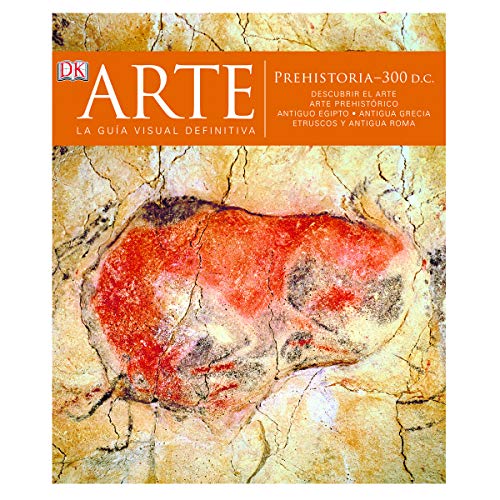 DK
ARTE
LA GUÍA VISUAL DEFINITIVA
PREHISTORIA–300 D.C.
DESCUBRIR EL ARTE
ARTE PREHISTÓRICO
ANTIGUO EGIPTO • ANTIGUA GRECIA
ETRUSCOS Y ANTIGUA ROMA